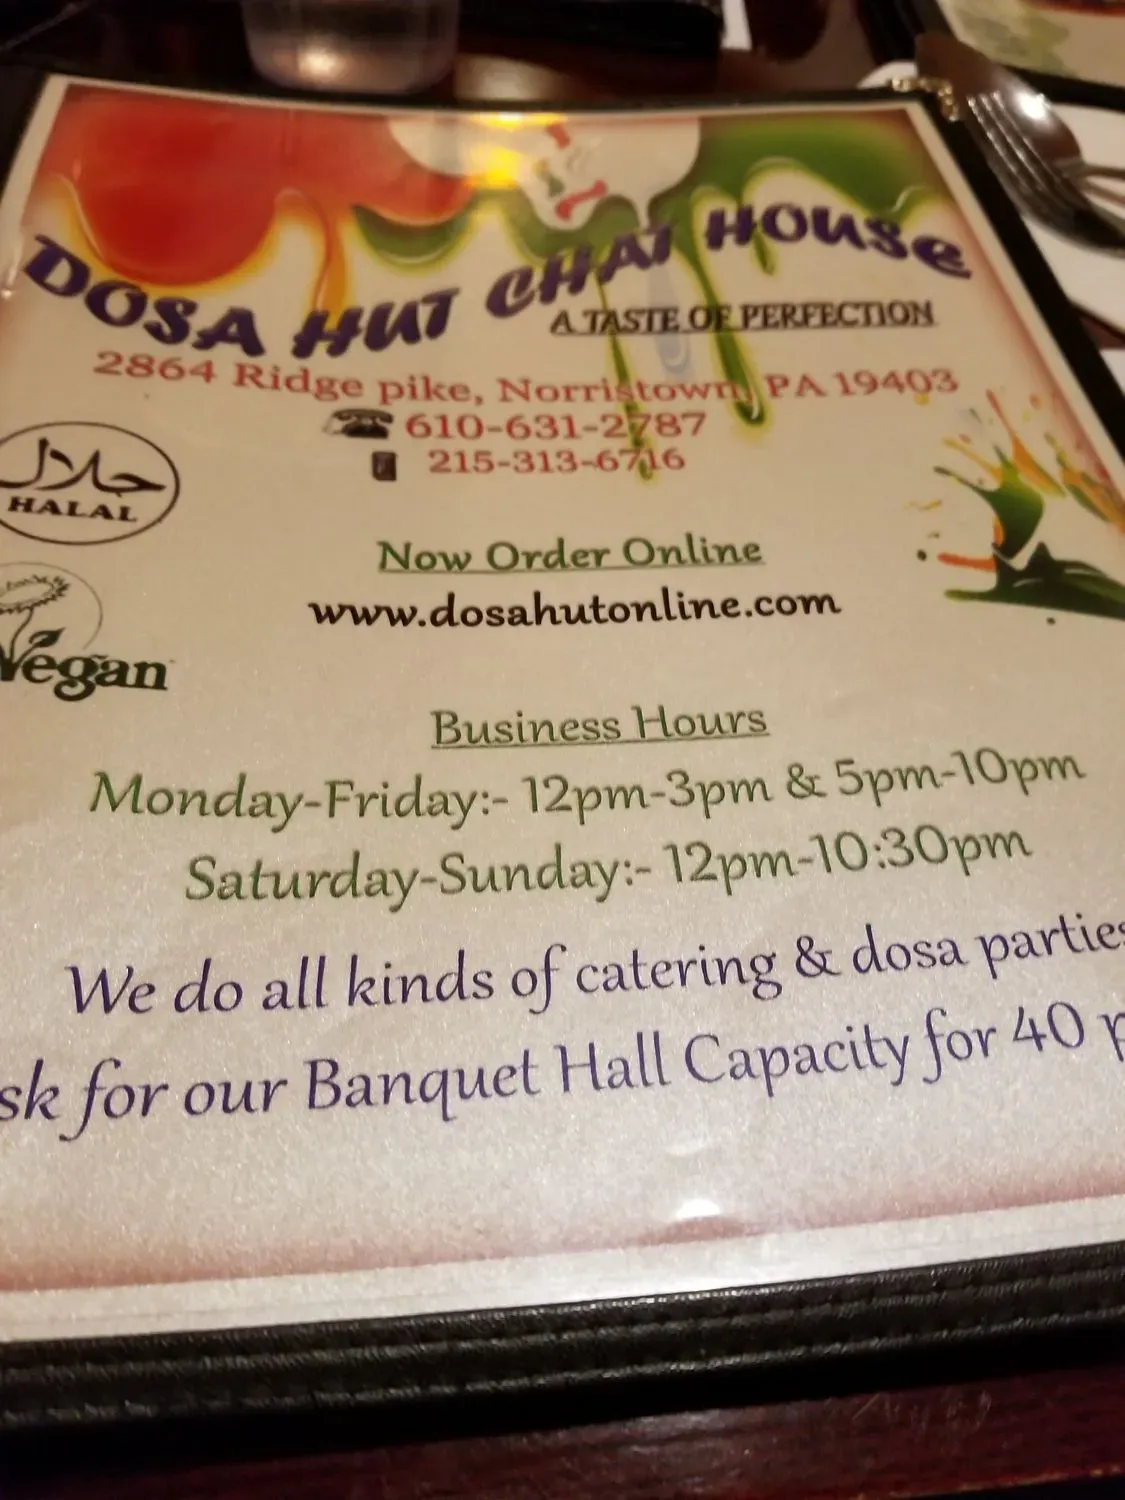 DOSA HUT CHAT HOUSE
A TASTE OF PERFECTION
2864 Ridge pike, Norristown, PA 19403
610-631-2787
215-313-6716
جلال
HALAL
Now Order Online
www.dosahutonline.com
Vegan
Business Hours
Monday-Friday:- 12pm-3pm & 5pm-10pm
Saturday-Sunday:- 12pm-10:30pm
We do all kinds of catering & dosa parties
sk for our Banquet Hall Capacity for 40 p